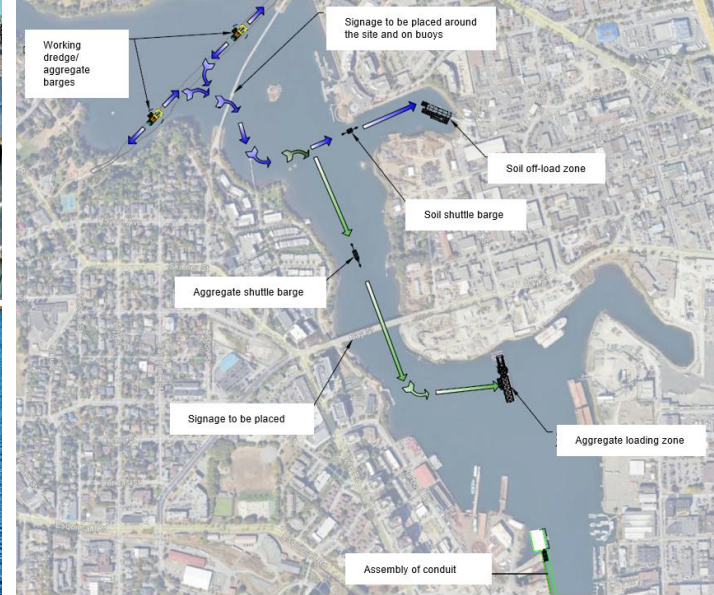 Signage to be placed around
the site and on buoys
Working
dredge/
aggregate
barges
Soil off-load zone
Soil shuttle barge
Aggregate shuttle barge
Signage to be placed
Aggregate loading zone
Assembly of conduit